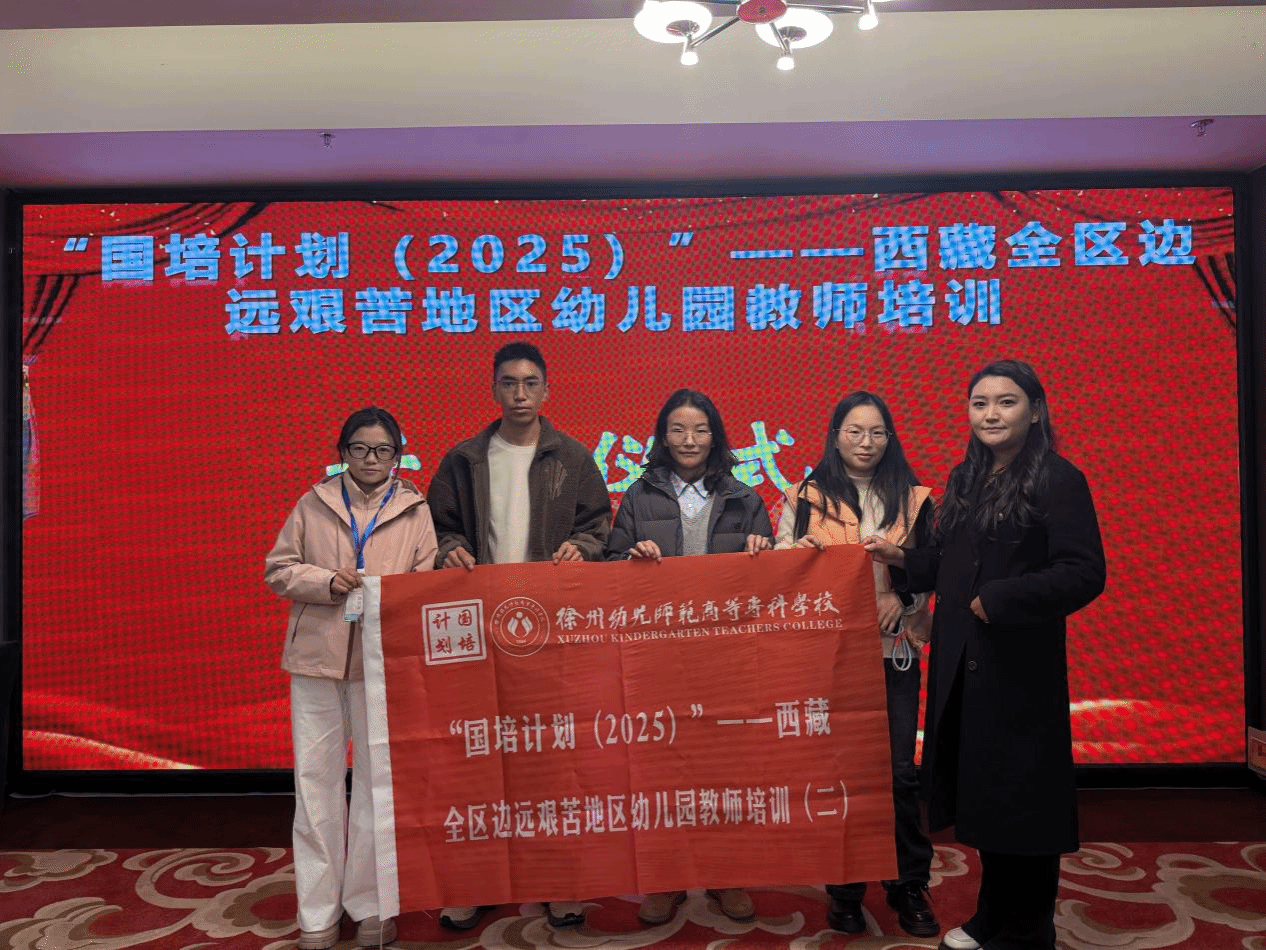 “国培计划（2025）”——西藏全区边
远艰苦地区幼儿园教师培训
仪式
国培
计划
徐州幼儿师范高等专科学校
XUZHOU KINDERGARTEN TEACHERS COLLEGE
“国培计划（2025）”——西藏
全区边远艰苦地区幼儿园教师培训（二）